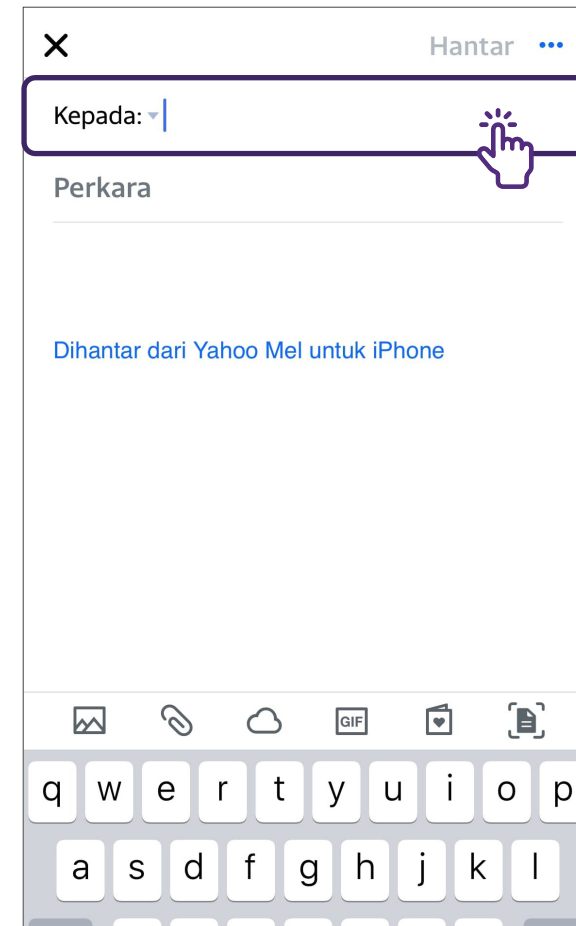 Hantar
Kepada:
Perkara
Dihantar dari Yahoo Mel untuk iPhone
GIF
q w e r t y u i o p
a s d f g h j k l